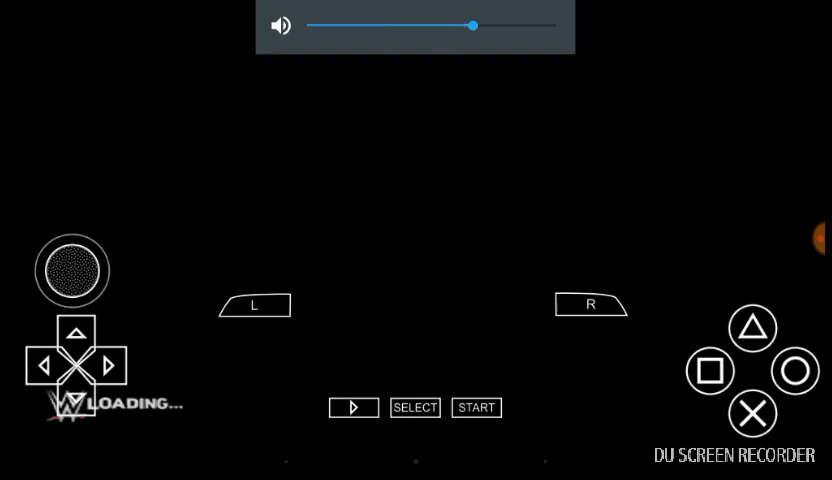 L
R
LOADING...
SELECT
START
DU SCREEN RECORDER